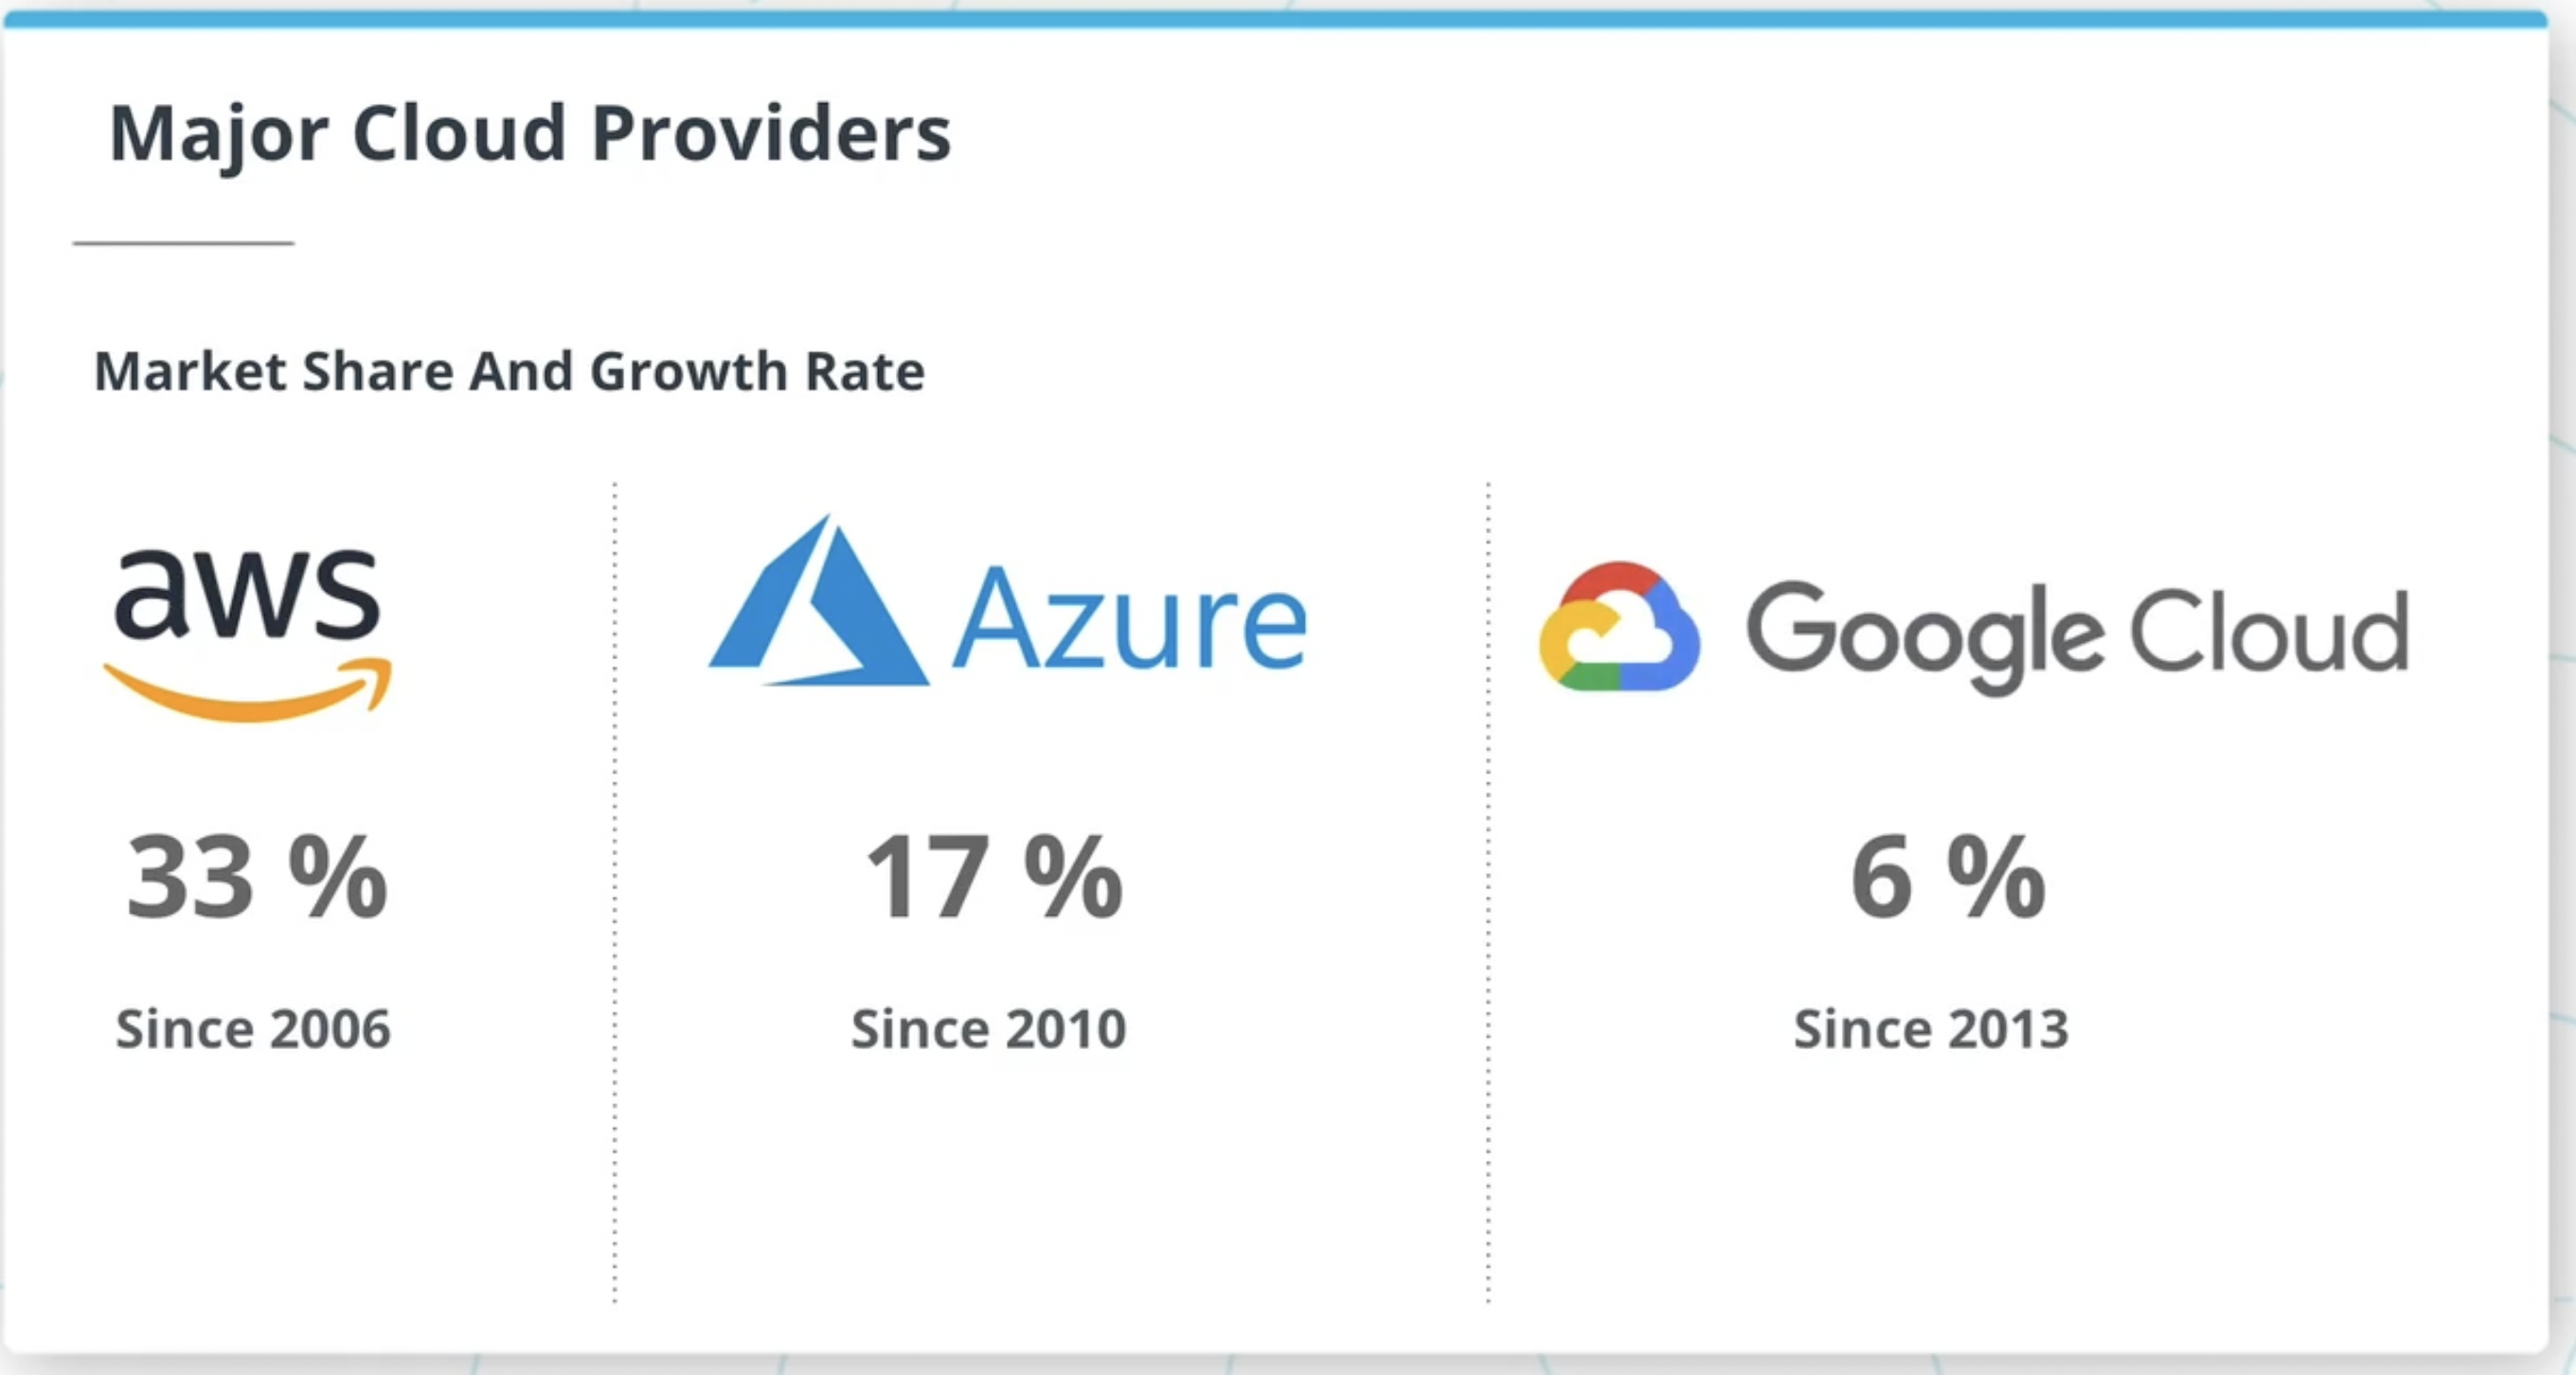 Major Cloud Providers
Market Share And Growth Rate
aws
33 %
Since 2006
Azure
17 %
Since 2010
Google Cloud
6 %
Since 2013